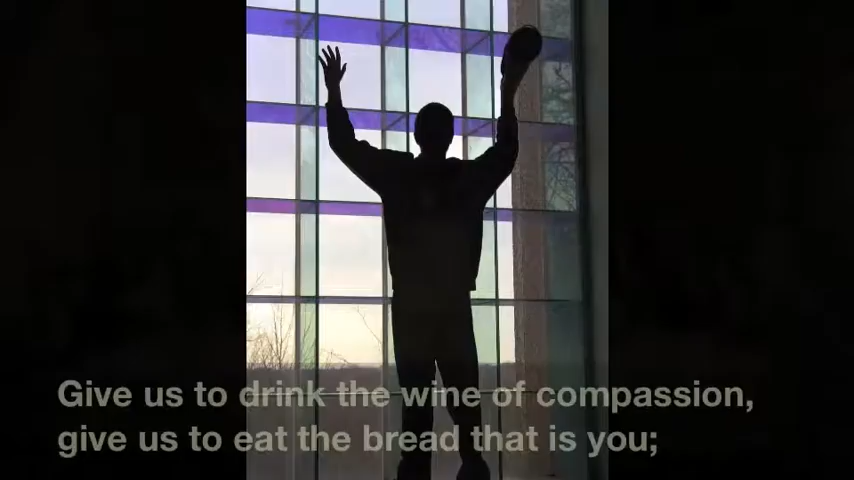 Give us to drink the wine of compassion,
give us to eat the bread that is you;